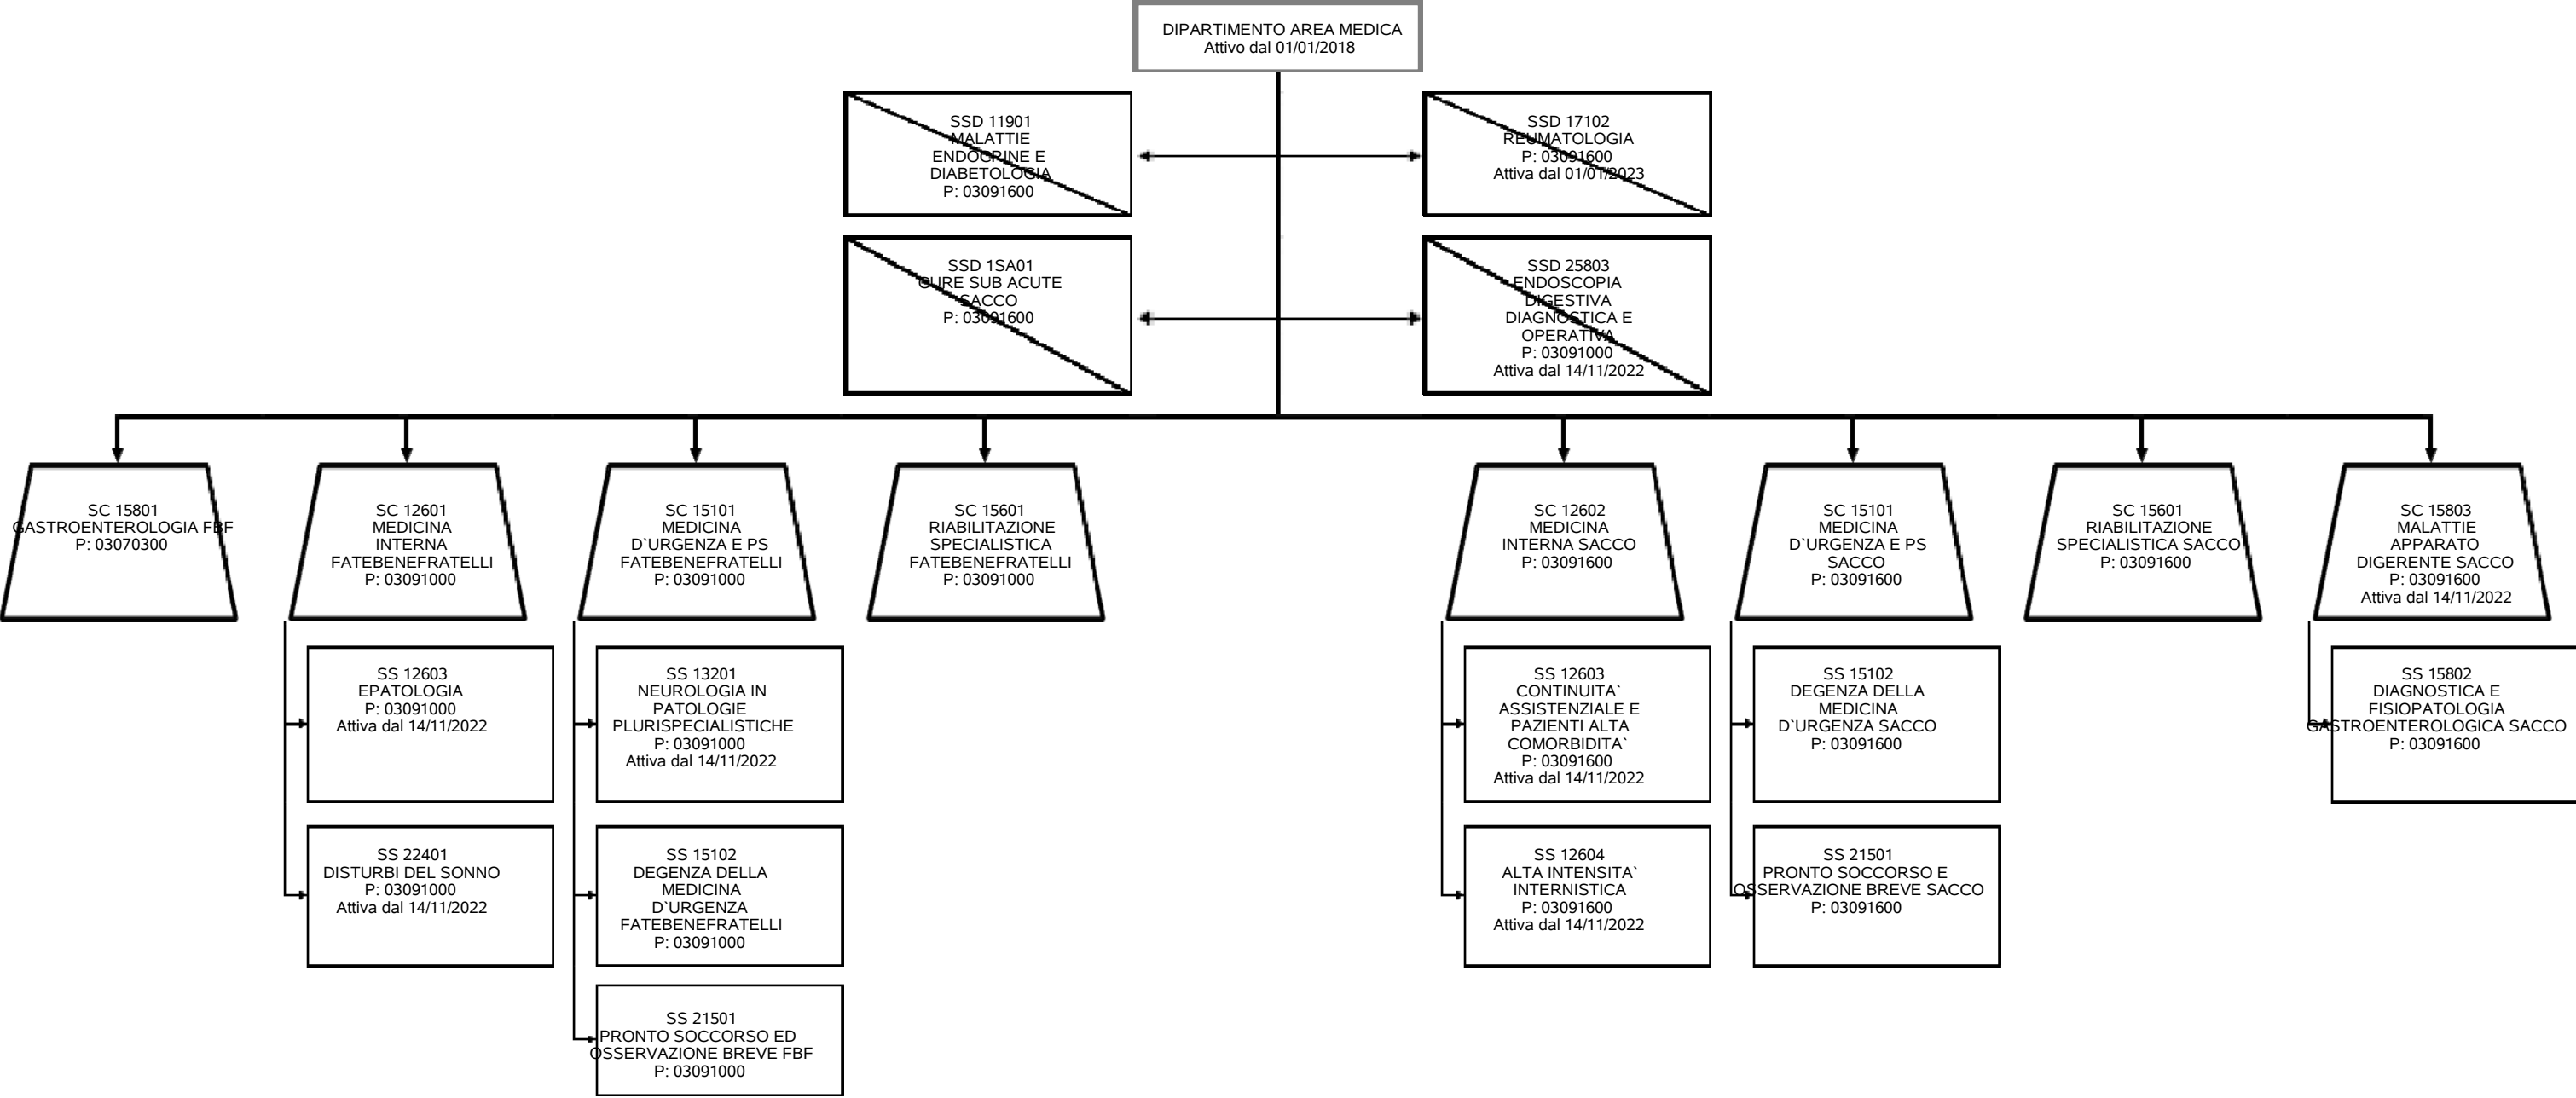 DIPARTIMENTO AREA MEDICA
Attivo dal 01/01/2018
SSD 11901
MALATTIE
ENDOCRINE E
DIABETOLOGIA
P: 03091600
SSD 17102
REUMATOLOGIA
P: 03091600
Attiva dal 01/01/2023
SSD 1SA01
CURE SUB ACUTE
SACCO
P: 03091600
SSD 25803
ENDOSCOPIA
DIGESTIVA
DIAGNOSTICA E
OPERATIVA
P: 03091000
Attiva dal 14/11/2022
SC 15801
GASTROENTEROLOGIA FBF
P: 03070300
SC 12601
MEDICINA
INTERNA
FATEBENEFRATELLI
P: 03091000
SC 15101
MEDICINA
D`URGENZA E PS
FATEBENEFRATELLI
P: 03091000
SC 15601
RIABILITAZIONE
SPECIALISTICA
FATEBENEFRATELLI
P: 03091000
SC 12602
MEDICINA
INTERNA SACCO
P: 03091600
SC 15101
MEDICINA
D`URGENZA E PS
SACCO
P: 03091600
SC 15601
RIABILITAZIONE
SPECIALISTICA SACCO
P: 03091600
SC 15803
MALATTIE
APPARATO
DIGERENTE SACCO
P: 03091600
Attiva dal 14/11/2022
SS 12603
EPATOLOGIA
P: 03091000
Attiva dal 14/11/2022
SS 13201
NEUROLOGIA IN
PATOLOGIE
PLURISPECIALISTICHE
P: 03091000
Attiva dal 14/11/2022
SS 12603
CONTINUITA`
ASSISTENZIALE E
PAZIENTI ALTA
COMORBIDITA`
P: 03091600
Attiva dal 14/11/2022
SS 15102
DEGENZA DELLA
MEDICINA
D`URGENZA SACCO
P: 03091600
SS 15802
DIAGNOSTICA E
FISIOPATOLOGIA
GASTROENTEROLOGICA SACCO
P: 03091600
SS 22401
DISTURBI DEL SONNO
P: 03091000
Attiva dal 14/11/2022
SS 15102
DEGENZA DELLA
MEDICINA
D`URGENZA
FATEBENEFRATELLI
P: 03091000
SS 12604
ALTA INTENSITA`
INTERNISTICA
P: 03091600
Attiva dal 14/11/2022
SS 21501
PRONTO SOCCORSO E
OSSERVAZIONE BREVE SACCO
P: 03091600
SS 21501
PRONTO SOCCORSO ED
OSSERVAZIONE BREVE FBF
P: 03091000